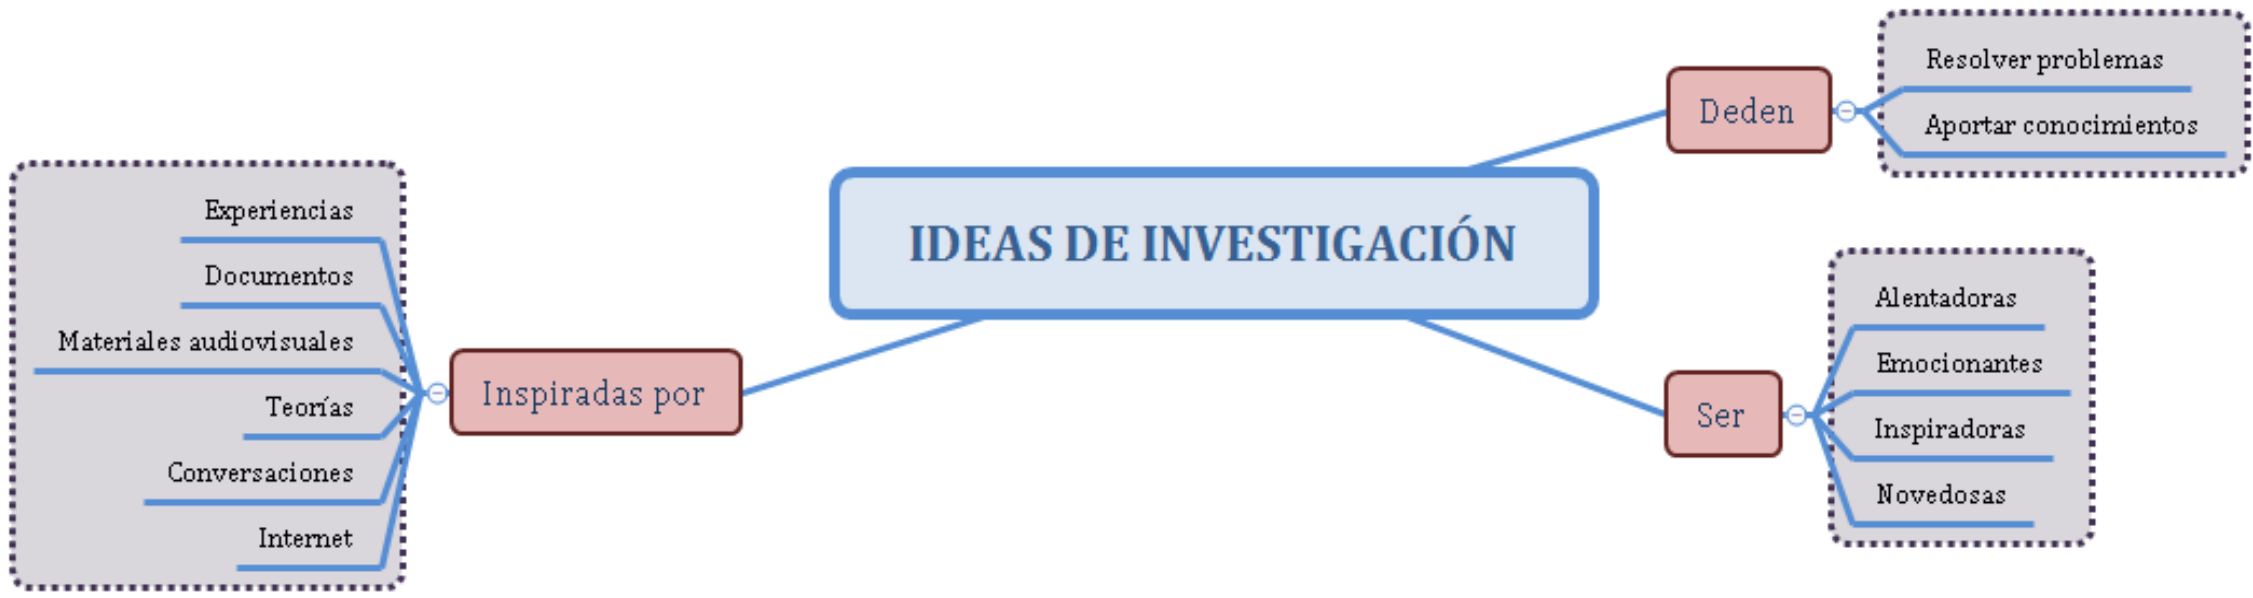 IDEAS DE INVESTIGACIÓN
Deden
Resolver problemas
Aportar conocimientos
Ser
Alentadoras
Emocionantes
Inspiradoras
Novedosas
Inspiradas por
Experiencias
Documentos
Materiales audiovisuales
Teorías
Conversaciones
Internet